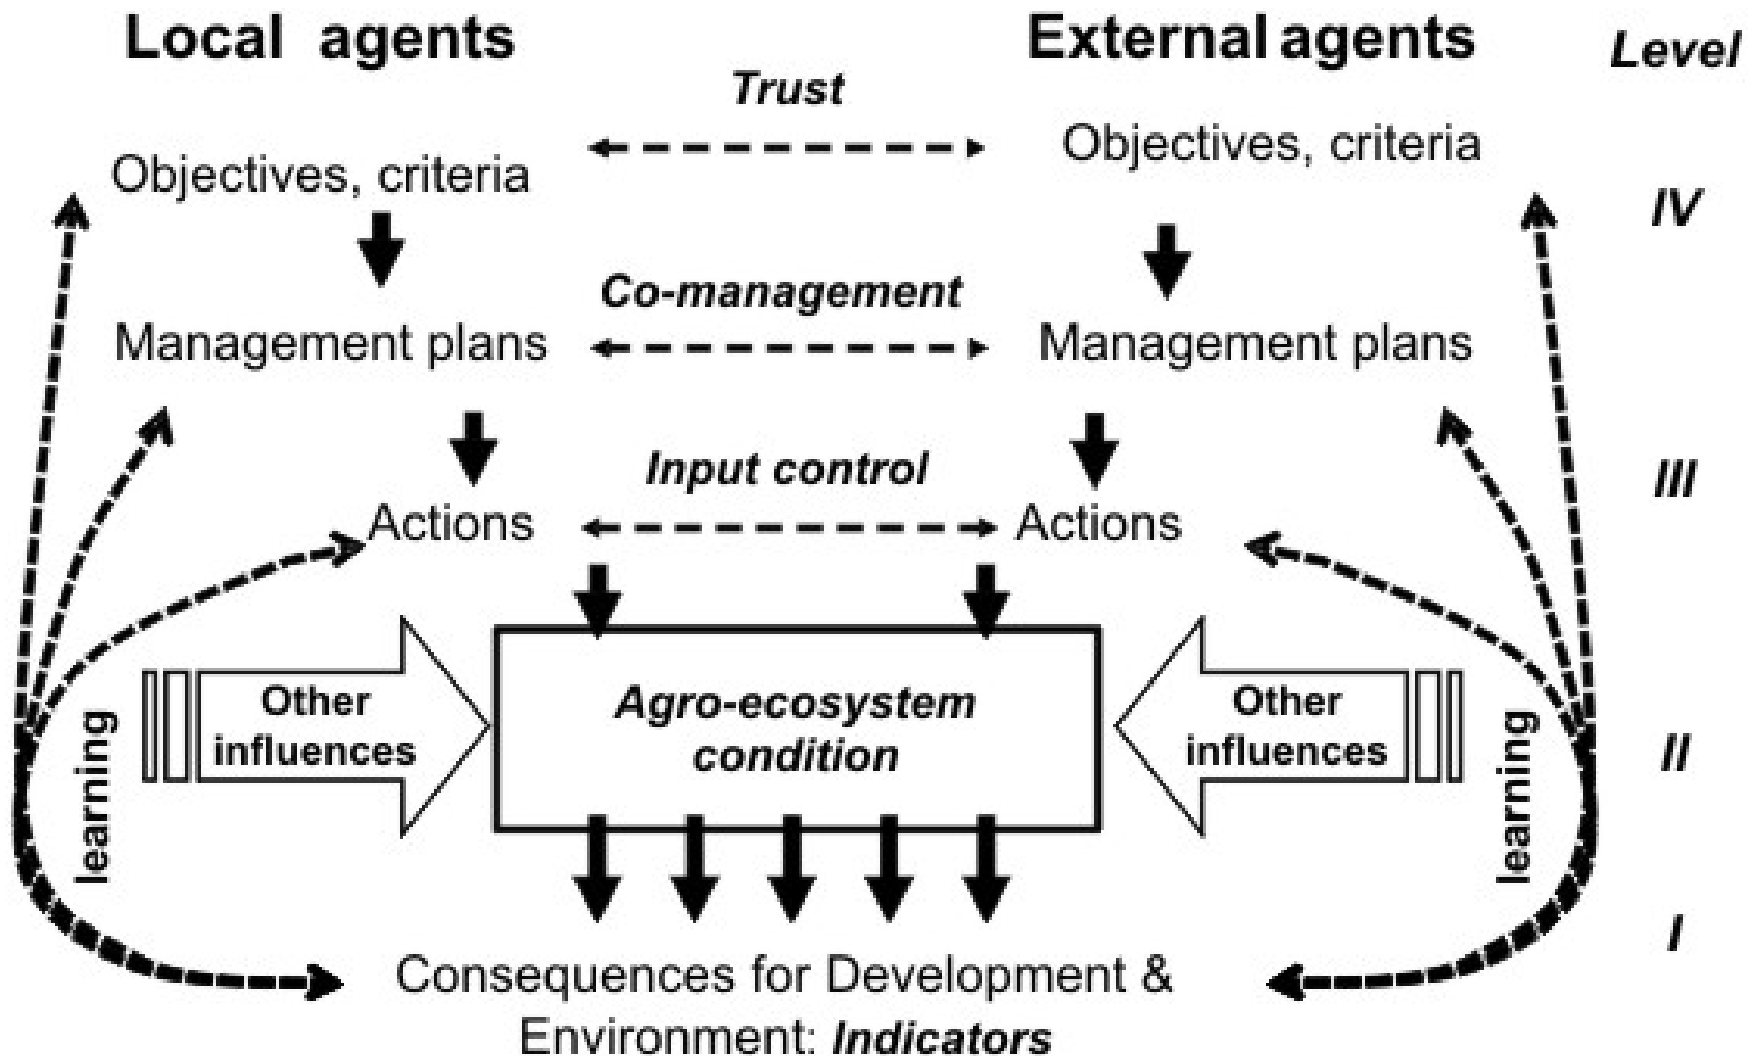 Local agents
External agents
Level
Trust
Objectives, criteria
Objectives, criteria
IV
Co-management
Management plans
Management plans
Input control
III
Actions
Actions
Other
influences
Agro-ecosystem
condition
Other
influences
learning
learning
II
I
Consequences for Development &
Environment: Indicators